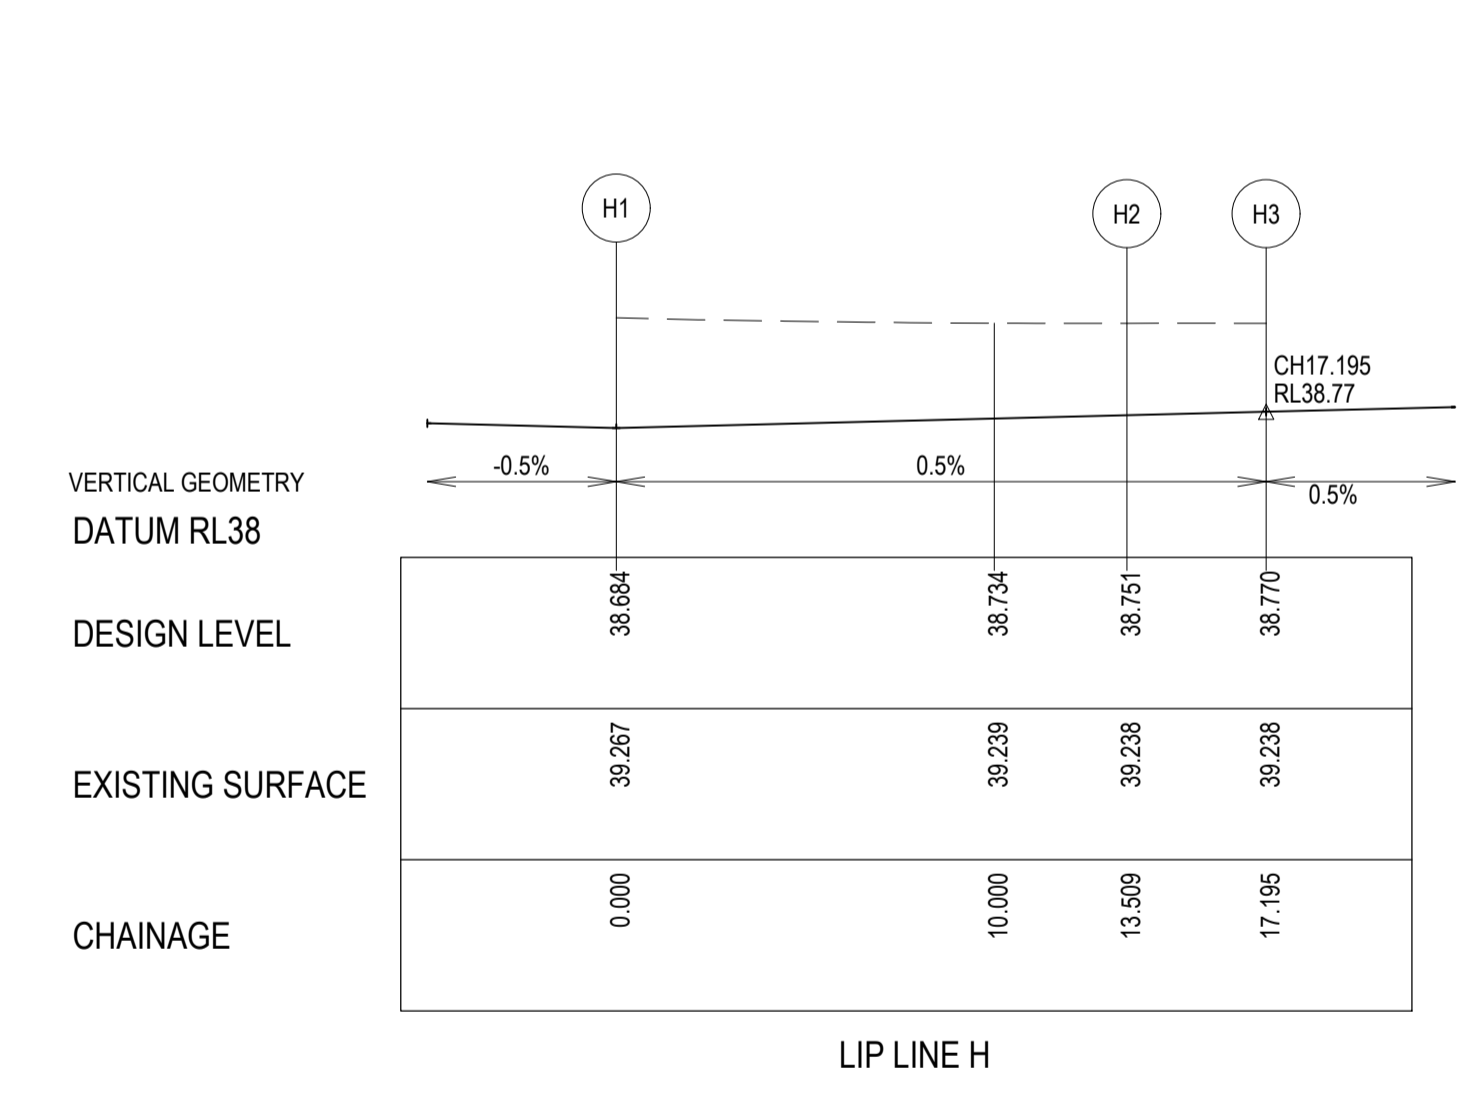 H1
H2
H3
CH17.195
RL38.77
-0.5%
0.5%
0.5%
VERTICAL GEOMETRY
DATUM RL38
DESIGN LEVEL
38.684
38.734
38.751
38.770
EXISTING SURFACE
39.267
39.239
39.238
39.238
CHAINAGE
0.000
10.000
13.509
17.195
LIP LINE H